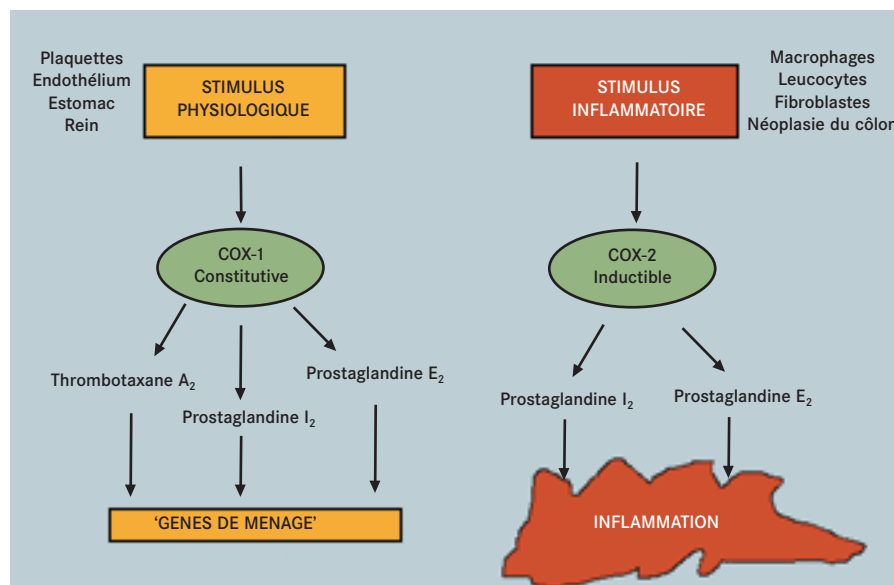 Plaquettes
Endothélium
Estomac
Rein
STIMULUS
PHYSIOLOGIQUE
STIMULUS
INFLAMMATOIRE
Macrophages
Leucocytes
Fibroblastes
Néoplasie du côlon
COX-1
Constitutive
COX-2
Inductible
Thrombotaxane A₂
Prostaglandine I₂
Prostaglandine E₂
Prostaglandine I₂
Prostaglandine E₂
'GENES DE MENAGE'
INFLAMMATION